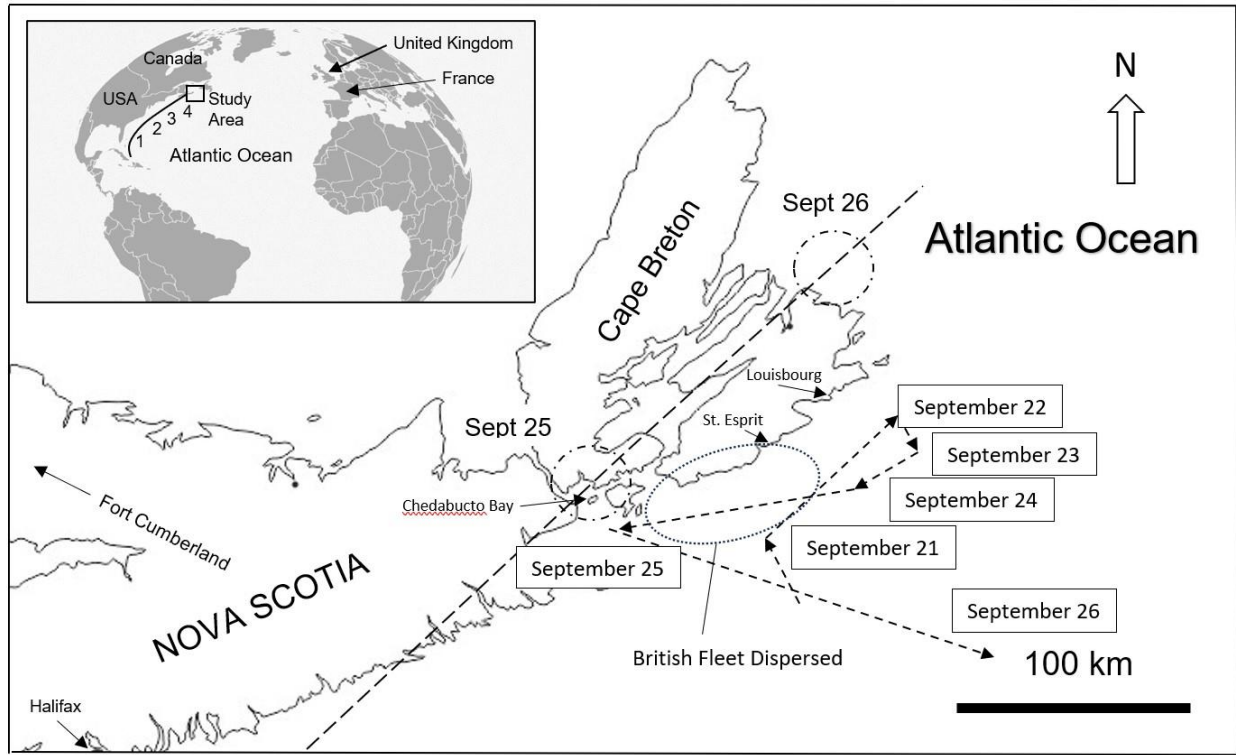 United Kingdom
Canada
France
USA
Study
Area
1
2
3
4
Atlantic Ocean
N
Sept 26
Atlantic Ocean
Cape Breton
Louisbourg
September 22
St. Esprit
Sept 25
September 23
Chedabucto Bay
September 24
Fort Cumberland
September 21
September 25
NOVA SCOTIA
September 26
British Fleet Dispersed
100 km
Halifax